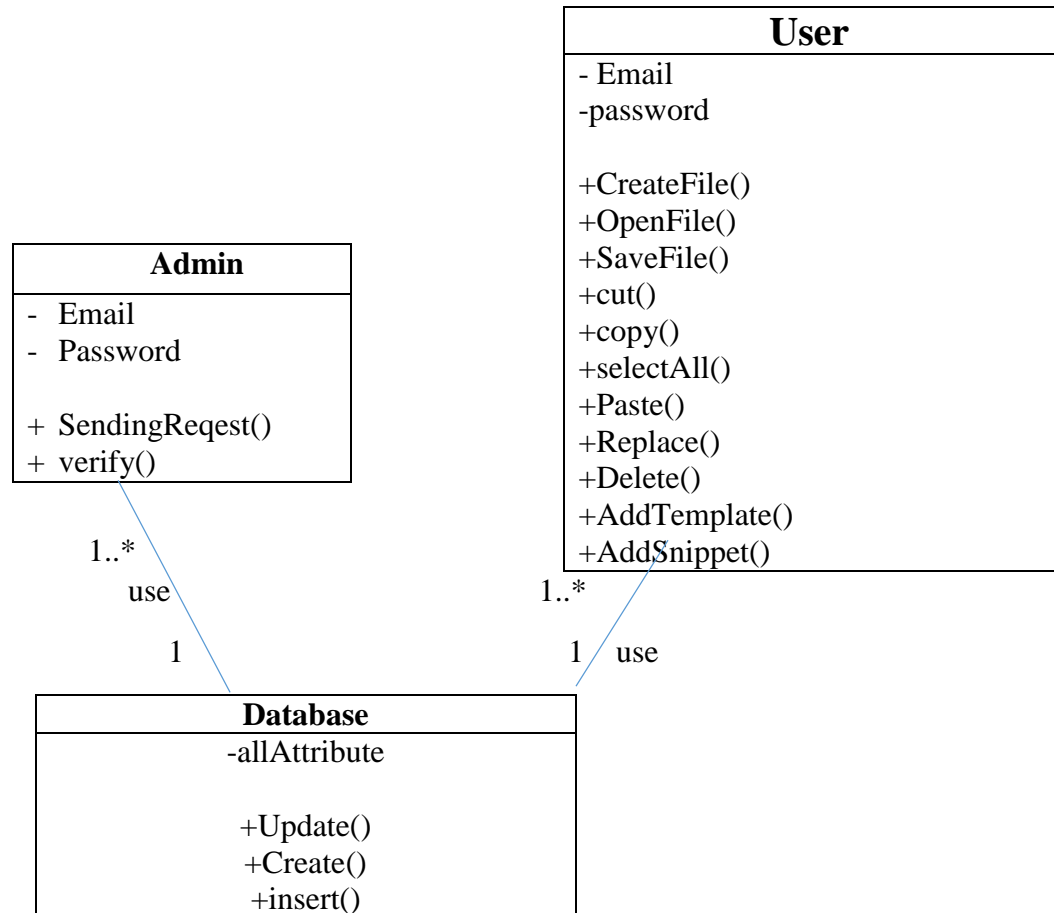 User
- Email
-password
+CreateFile()
+OpenFile()
+SaveFile()
+cut()
+copy()
+selectAll()
+Paste()
+Replace()
+Delete()
+AddTemplate()
+AddSnippet()
Admin
- Email
- Password
+ SendingReqest()
+ verify()
1..*
use
1
1..*
1 use
Database
-allAttribute
+Update()
+Create()
+insert()